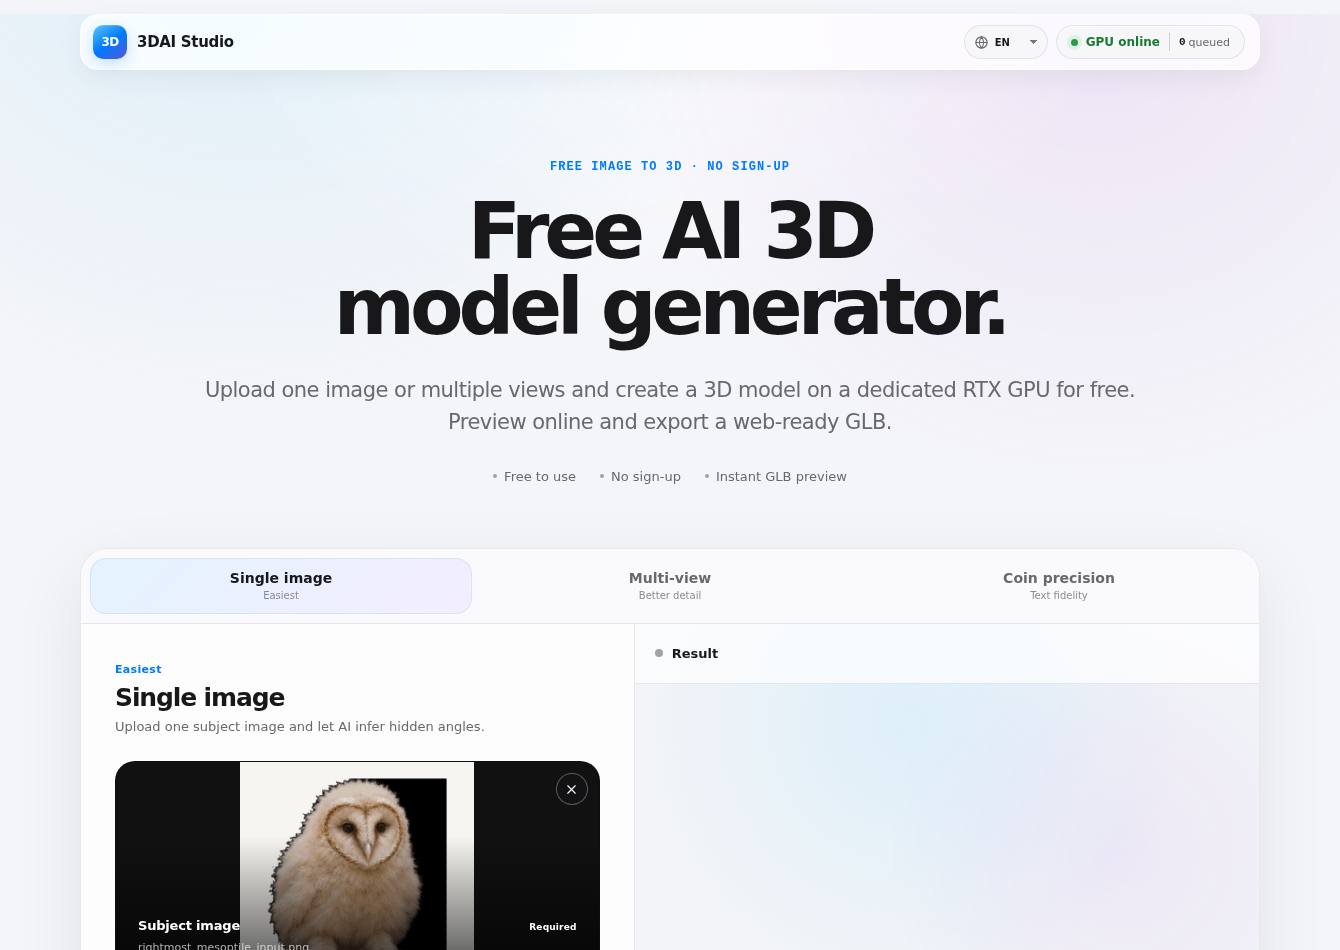 3D 3DAI Studio
EN
GPU online 0 queued
FREE IMAGE TO 3D · NO SIGN-UP
Free AI 3D
model generator.
Upload one image or multiple views and create a 3D model on a dedicated RTX GPU for free.
Preview online and export a web-ready GLB.
• Free to use • No sign-up • Instant GLB preview
Single image
Easiest
Multi-view
Better detail
Coin precision
Text fidelity
Easiest
Single image
Upload one subject image and let AI infer hidden angles.
Subject image
Required
rightmost_mesoptile_input.png
Result